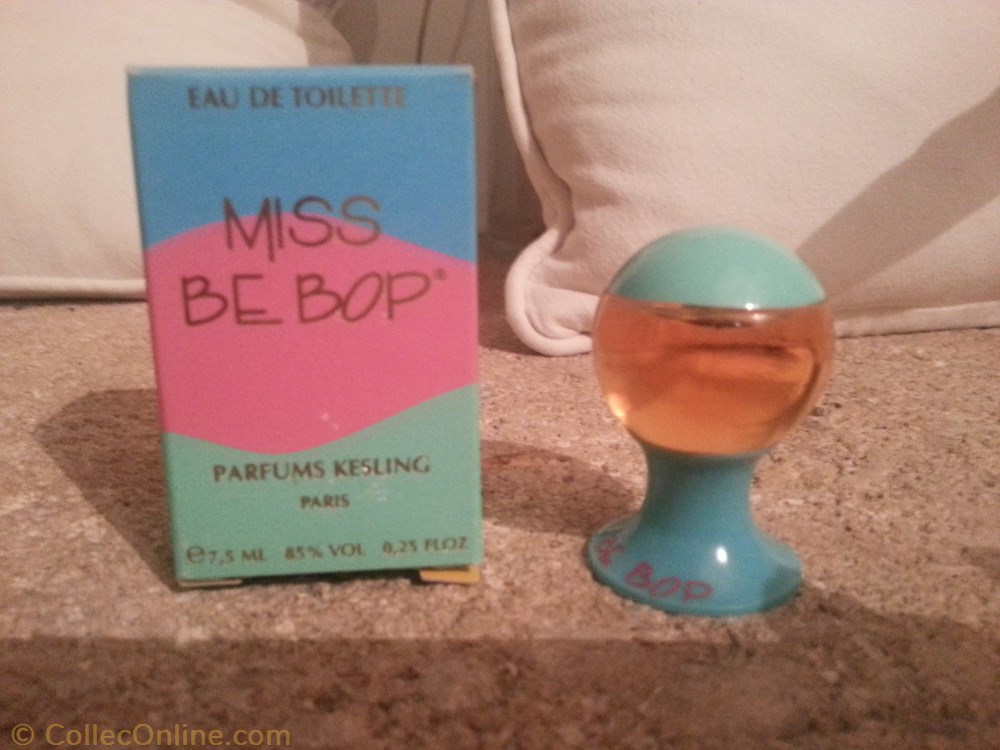 EAU DE TOILETTE
MISS
BE BOP®
PARFUMS KESLING
PARIS
℮7,5 ML 85% VOL 0,25 FLOZ
BE BOP
© CollecOnline.com